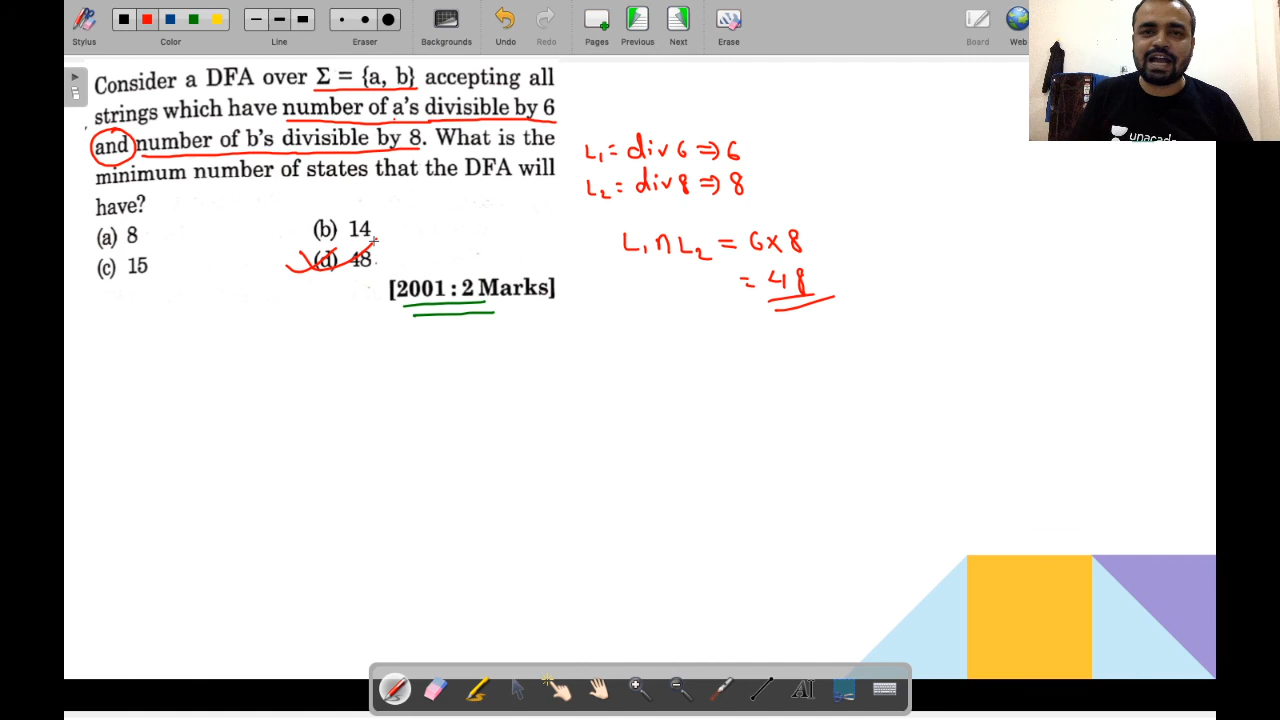 Stylus
Color
Line
Eraser
Backgrounds
Undo
Redo
Pages
Previous
Next
Erase
Board
Web
Consider a DFA over Σ = {a, b} accepting all
strings which have number of a's divisible by 6
and number of b's divisible by 8. What is the
minimum number of states that the DFA will
have?
(a) 8
(b) 14
(c) 15
(d) 48
[2001 : 2 Marks]
L₁ = div 6 ⇒ 6
L₂ = div 8 ⇒ 8
L₁ ∩ L₂ = 6 × 8
= 48